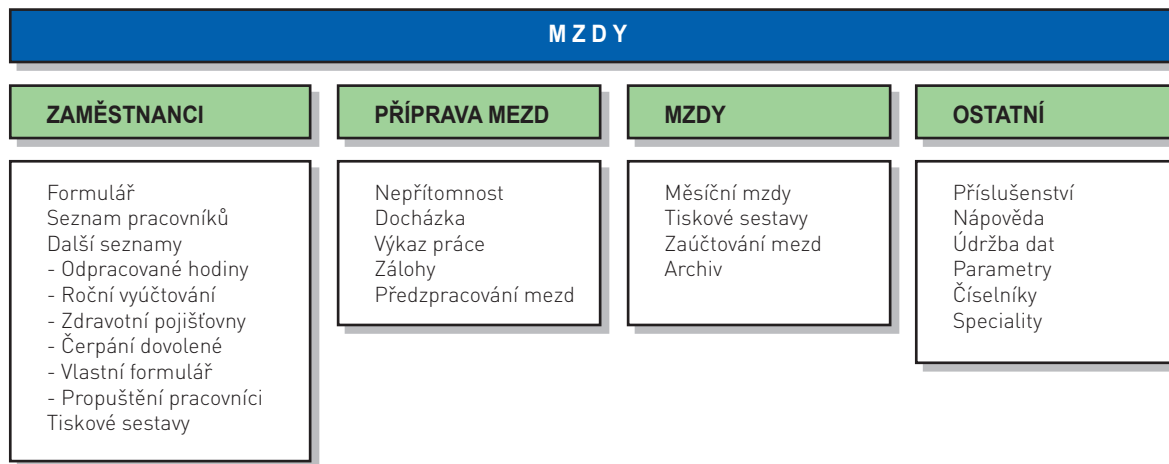 MZDY
ZAMĚSTNANCI
Formulář
Seznam pracovníků
Další seznamy
- Odpracované hodiny
- Roční vyúčtování
- Zdravotní pojišťovny
- Čerpání dovolené
- Vlastní formulář
- Propuštění pracovníci
Tiskové sestavy
PŘÍPRAVA MEZD
Nepřítomnost
Docházka
Výkaz práce
Zálohy
Předzpracování mezd
MZDY
Měsíční mzdy
Tiskové sestavy
Zaúčtování mezd
Archiv
OSTATNÍ
Příslušenství
Nápověda
Údržba dat
Parametry
Číselníky
Speciality